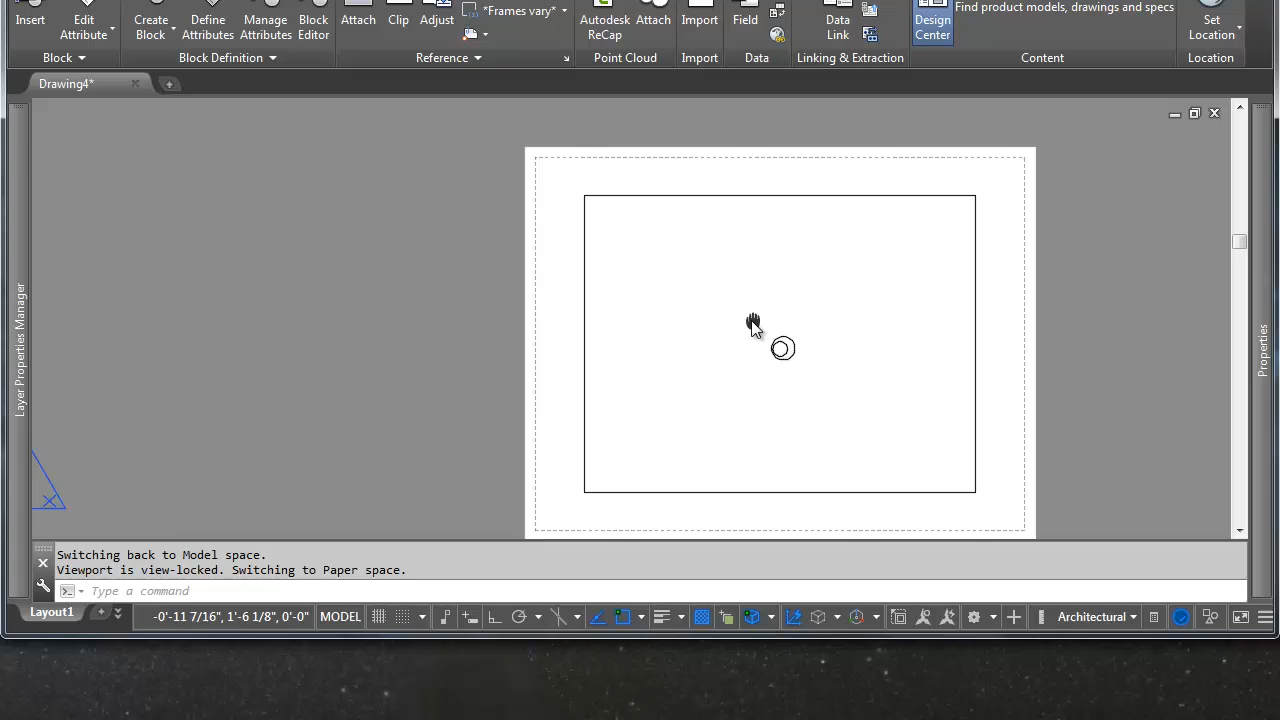 Insert
Edit
Attribute
Create
Block
Define
Attributes
Manage
Attributes
Block
Editor
Attach
Clip
Adjust
*Frames vary*
Autodesk
ReCap
Attach
Import
Field
Data
Link
Design
Center
Find product models, drawings and specs
Set
Location
Block
Block Definition
Reference
Point Cloud
Import
Data
Linking & Extraction
Content
Location
Drawing4*
Layer Properties Manager
Properties
Switching back to Model space.
Viewport is view-locked. Switching to Paper space.
Type a command
Layout1
-0'-11 7/16", 1'-6 1/8", 0'-0"
MODEL
Architectural